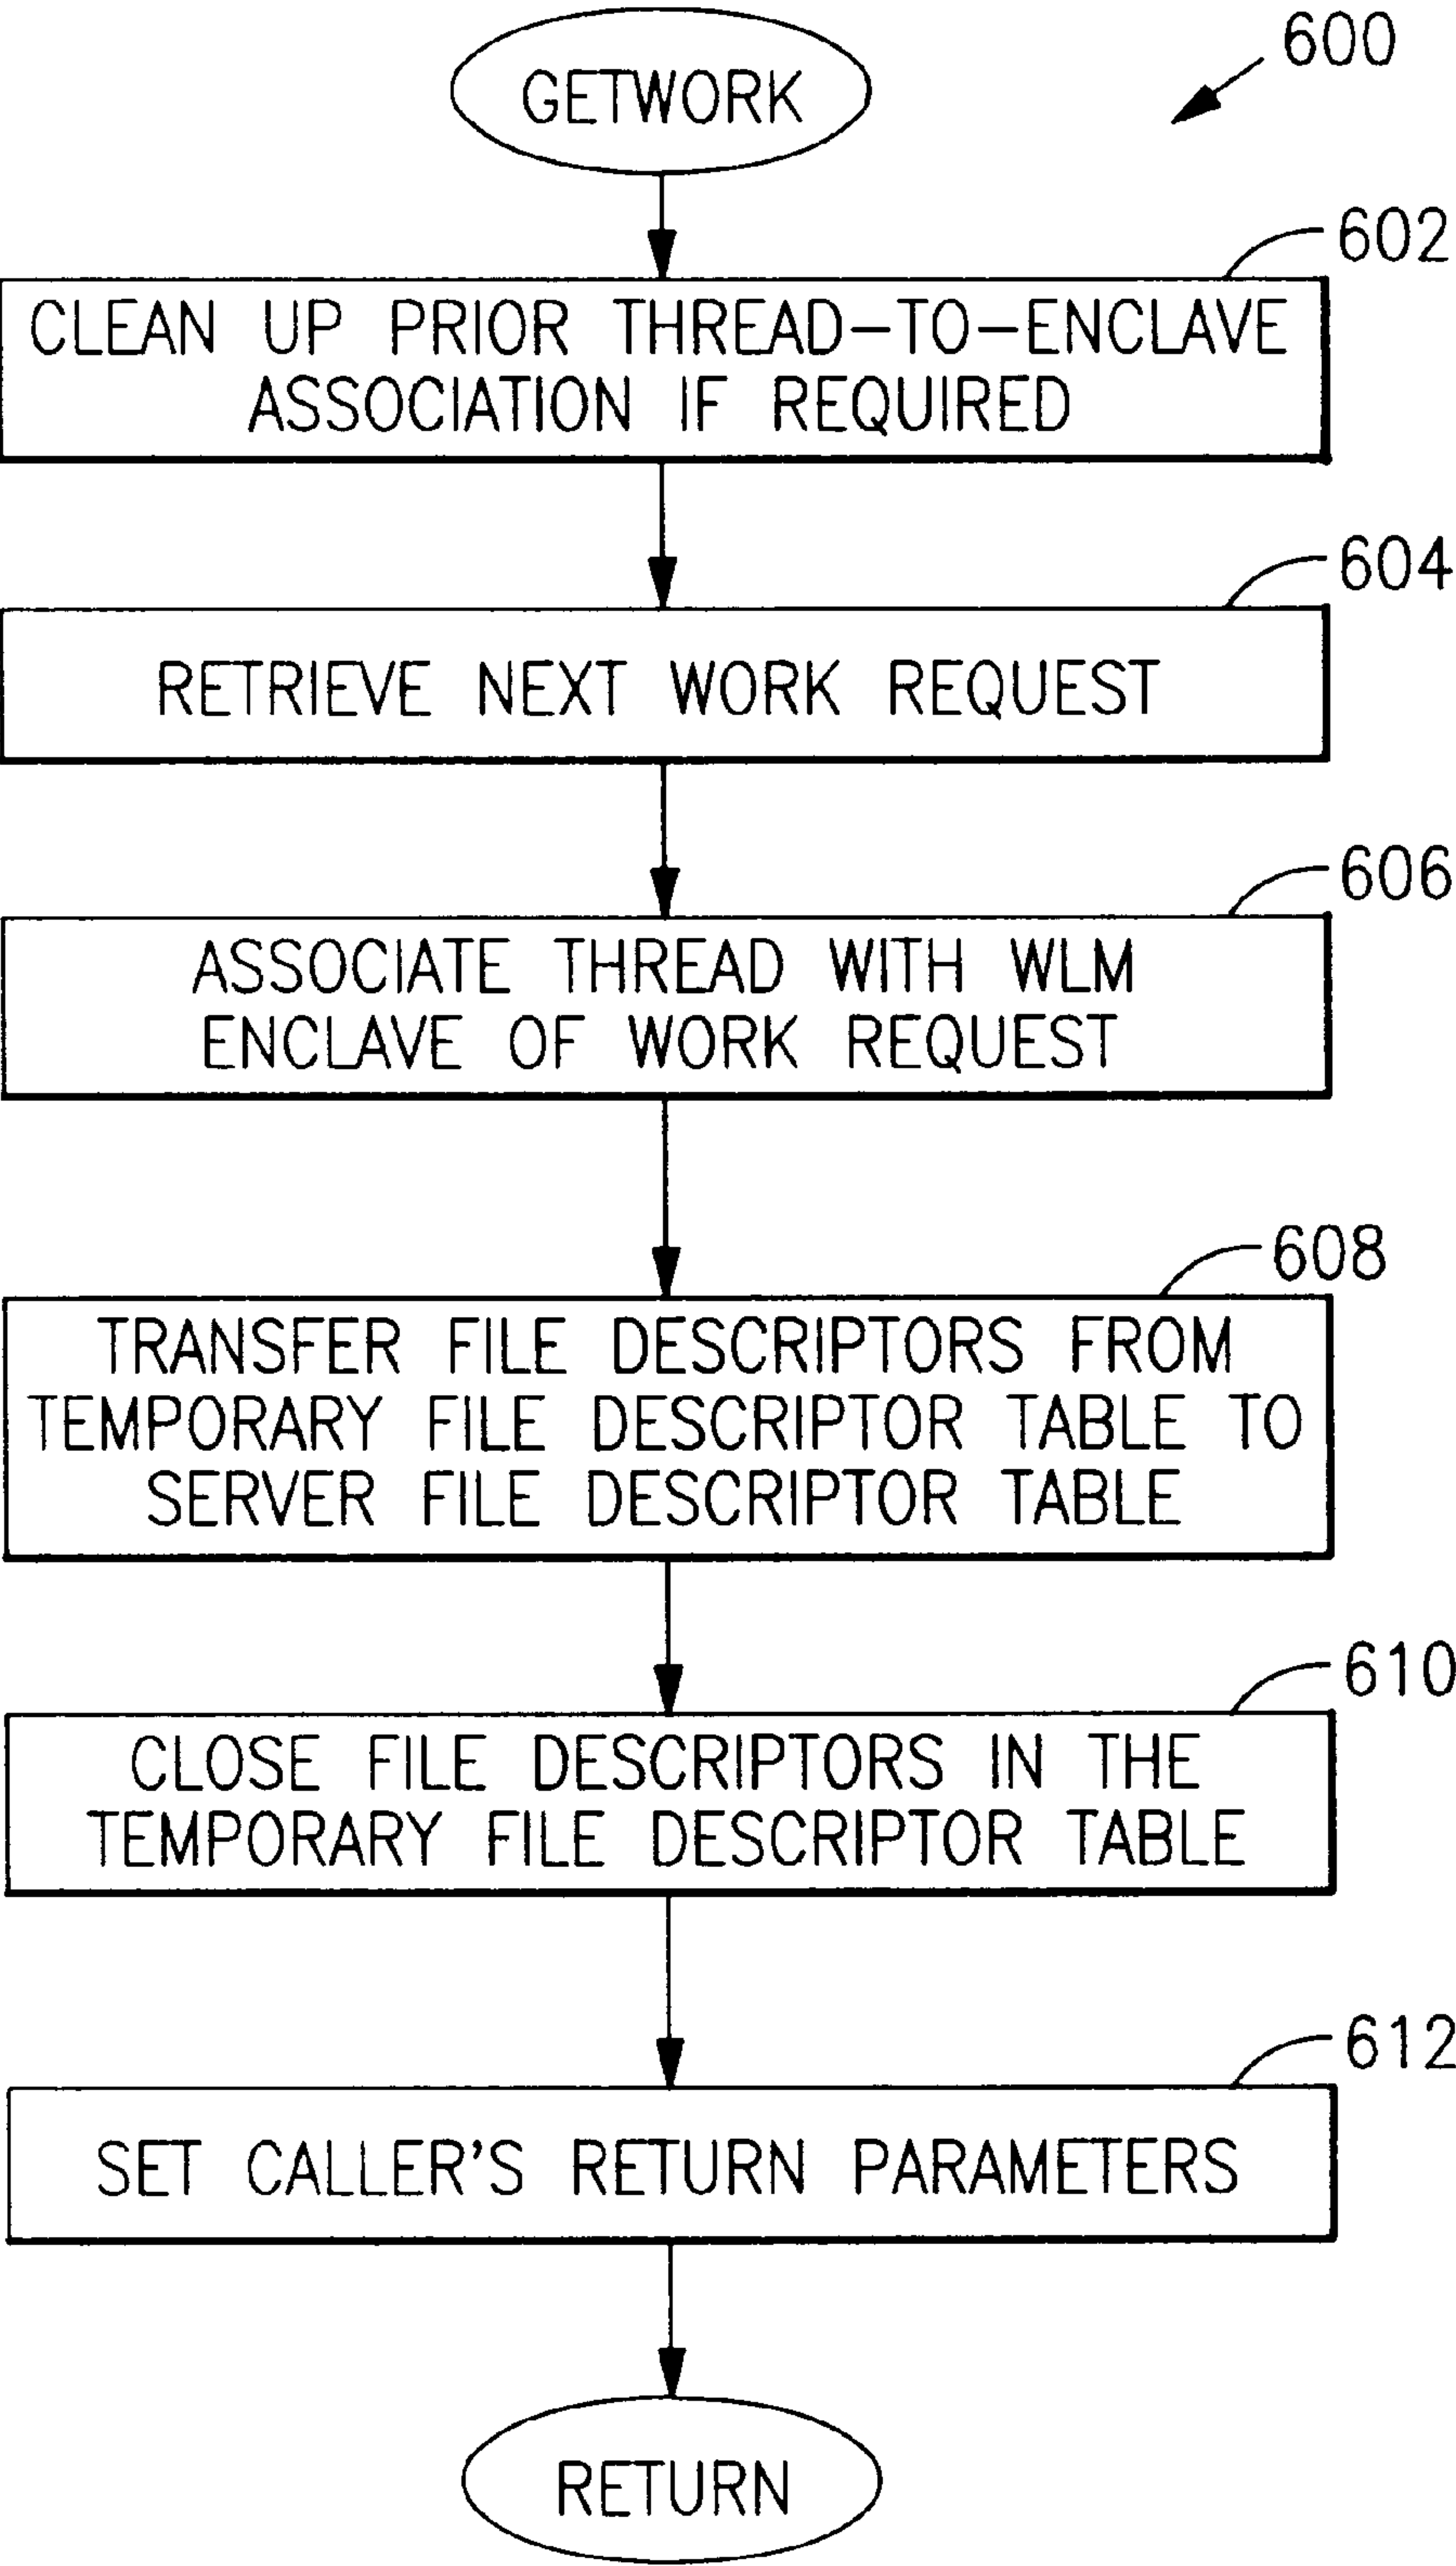 GETWORK
600
602
CLEAN UP PRIOR THREAD-TO-ENCLAVE
ASSOCIATION IF REQUIRED
604
RETRIEVE NEXT WORK REQUEST
606
ASSOCIATE THREAD WITH WLM
ENCLAVE OF WORK REQUEST
608
TRANSFER FILE DESCRIPTORS FROM
TEMPORARY FILE DESCRIPTOR TABLE TO
SERVER FILE DESCRIPTOR TABLE
610
CLOSE FILE DESCRIPTORS IN THE
TEMPORARY FILE DESCRIPTOR TABLE
612
SET CALLER'S RETURN PARAMETERS
RETURN